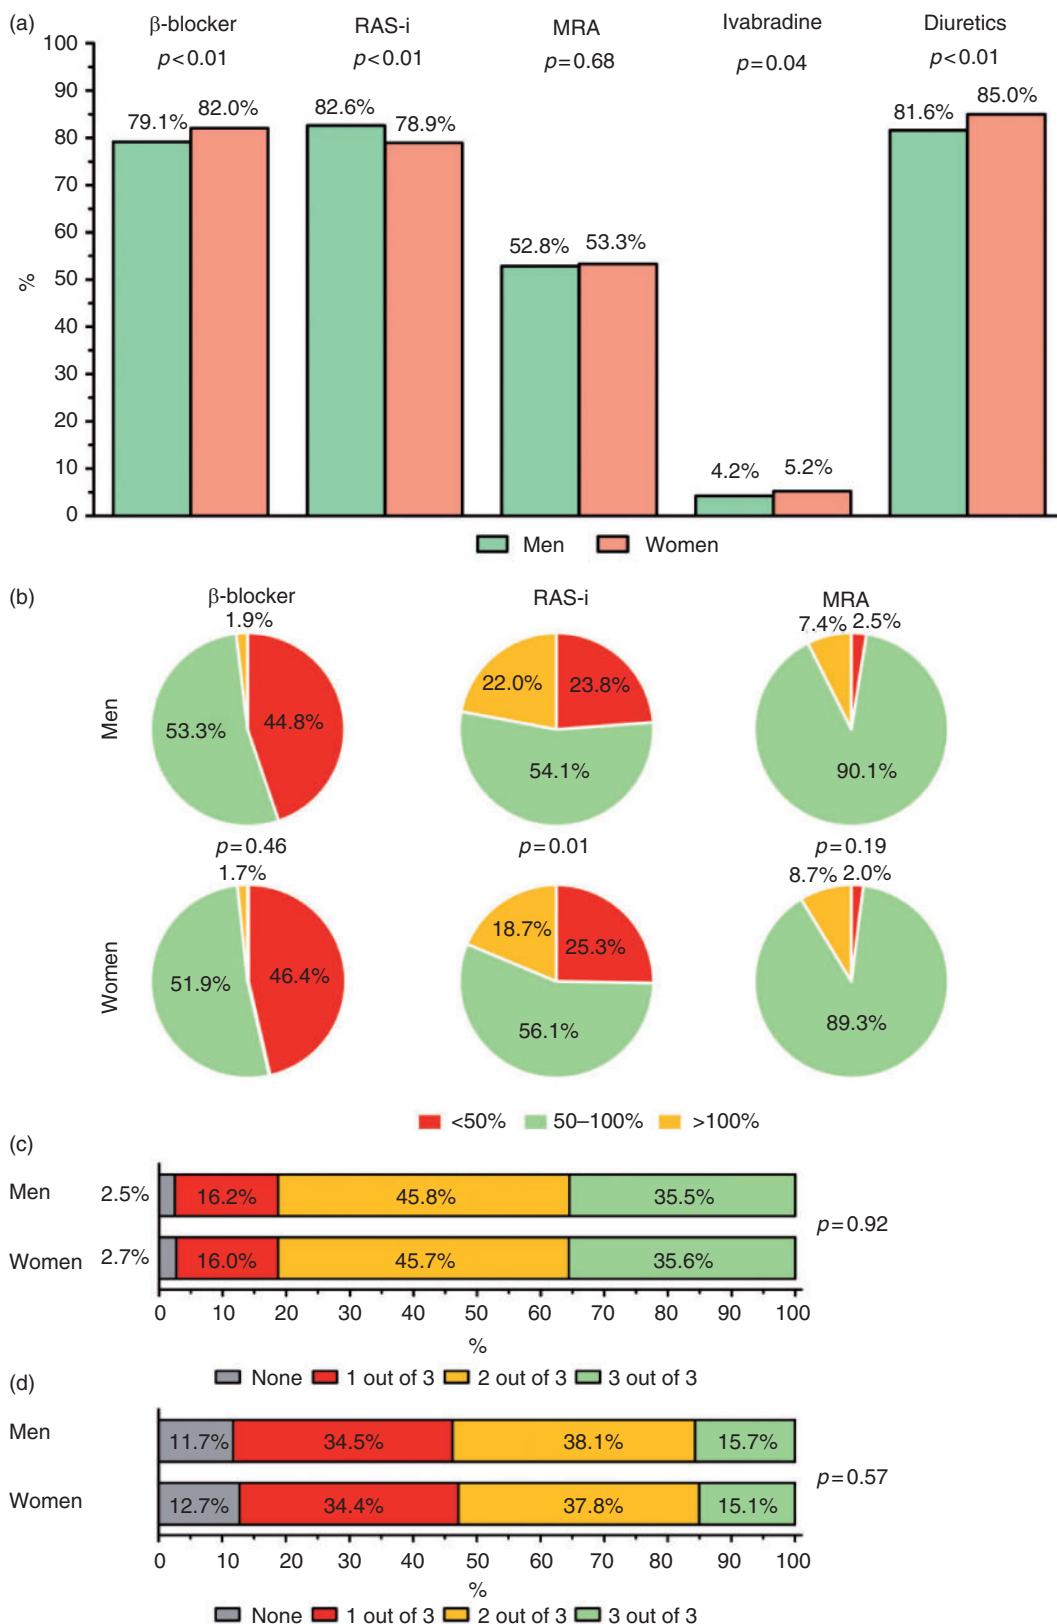 (a)
β-blocker RAS-i MRA Ivabradine Diuretics
p<0.01 p<0.01 p=0.68 p=0.04 p<0.01
100
90
80
70
60
50
40
30
20
10
0
%
79.1% 82.0% 82.6% 78.9% 52.8% 53.3% 4.2% 5.2% 81.6% 85.0%
Men Women
(b)
β-blocker RAS-i MRA
1.9% 7.4% 2.5%
Men
53.3% 44.8% 22.0% 23.8%
54.1% 90.1%
p=0.46 p=0.01 p=0.19
1.7% 8.7% 2.0%
Women
51.9% 46.4% 18.7% 25.3%
56.1% 89.3%
<50% 50–100% >100%
(c)
Men 2.5% 16.2% 45.8% 35.5%
p=0.92
Women 2.7% 16.0% 45.7% 35.6%
0 10 20 30 40 50 60 70 80 90 100
%
None 1 out of 3 2 out of 3 3 out of 3
(d)
Men 11.7% 34.5% 38.1% 15.7%
p=0.57
Women 12.7% 34.4% 37.8% 15.1%
0 10 20 30 40 50 60 70 80 90 100
%
None 1 out of 3 2 out of 3 3 out of 3